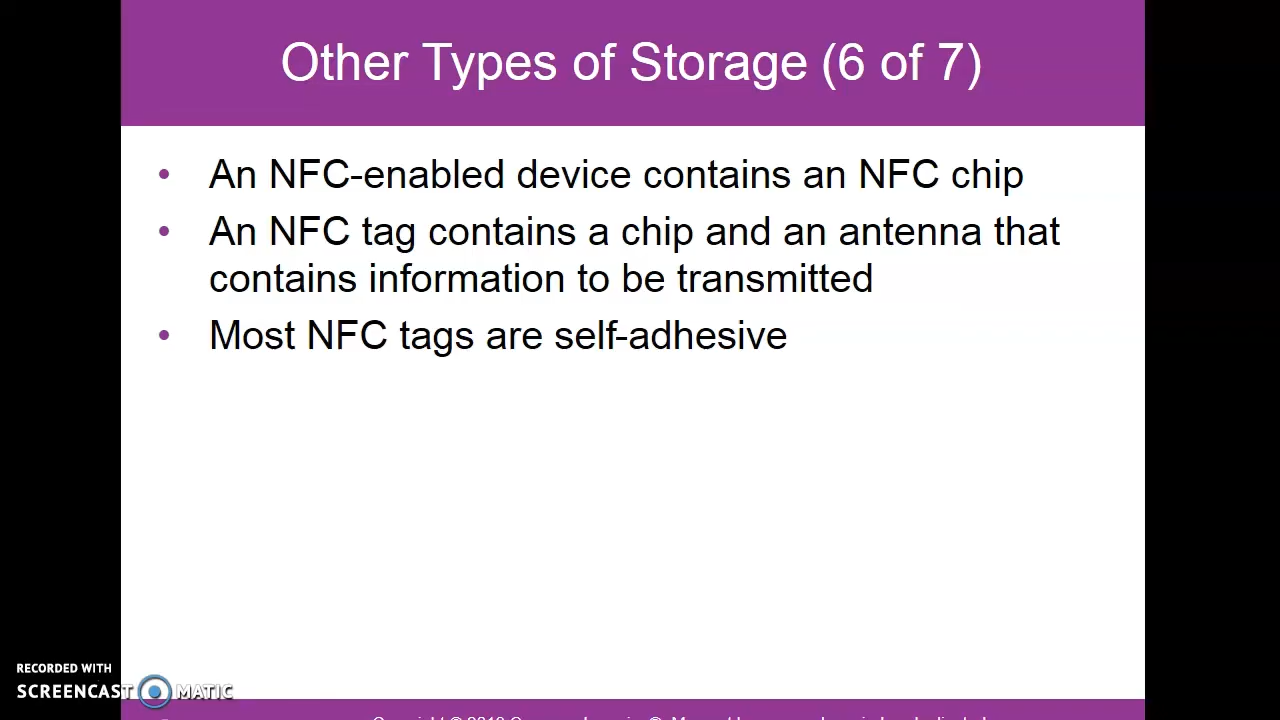 Other Types of Storage (6 of 7)
• An NFC-enabled device contains an NFC chip
• An NFC tag contains a chip and an antenna that
contains information to be transmitted
• Most NFC tags are self-adhesive
RECORDED WITH
SCREENCAST MATIC